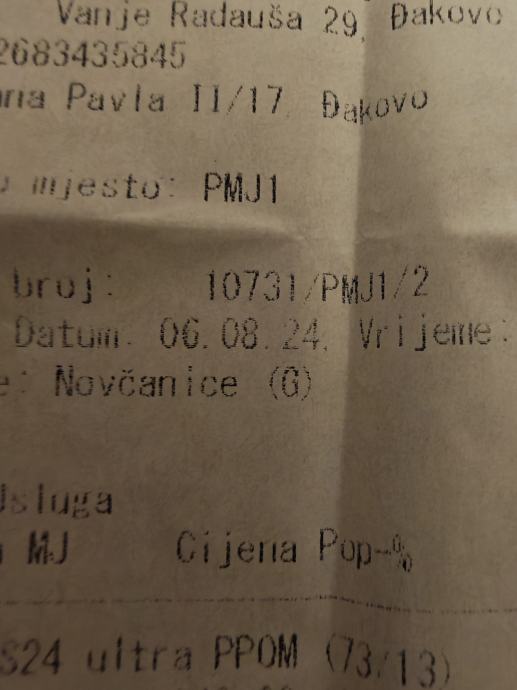 Vanje Radauša 29, Đakovo
2683435845
Pavla II/17, Đakovo
mjesto: PMJ1
broj: 10731/PMJ1/2
Datum: 06.08.24, Vrijeme:
Novčanice (G)
Usluga
MJ Cijena Pop-%
S24 ultra PPOM (73/13)